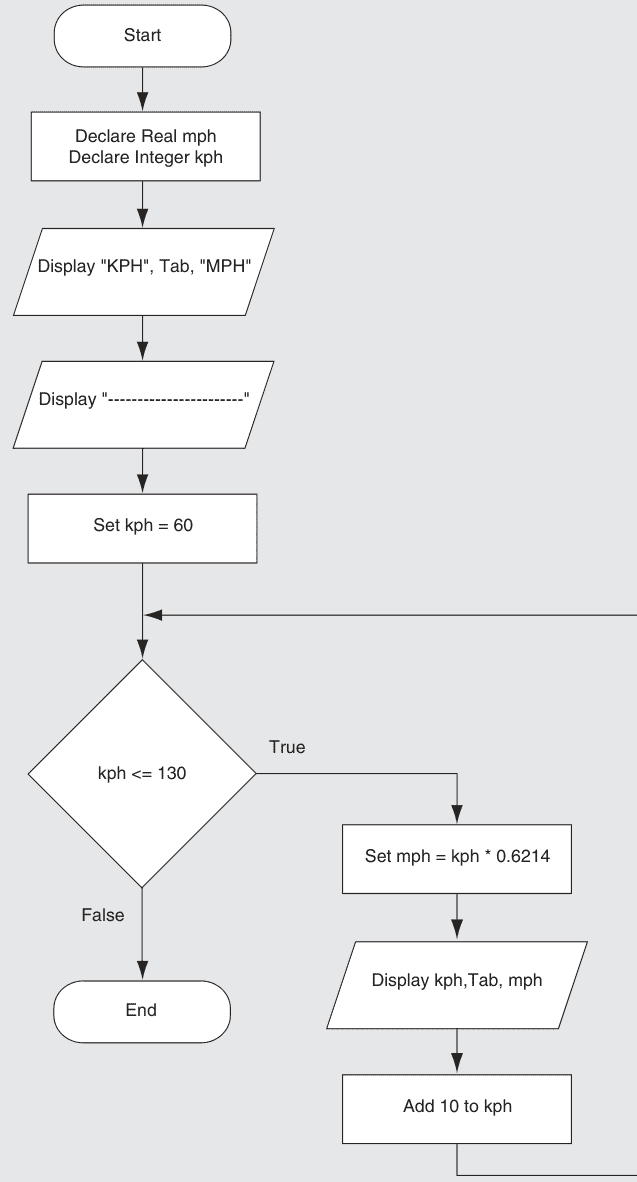 Start
Declare Real mph
Declare Integer kph
Display "KPH", Tab, "MPH"
Display "-----------------------"
Set kph = 60
kph <= 130
True
False
Set mph = kph * 0.6214
Display kph,Tab, mph
Add 10 to kph
End